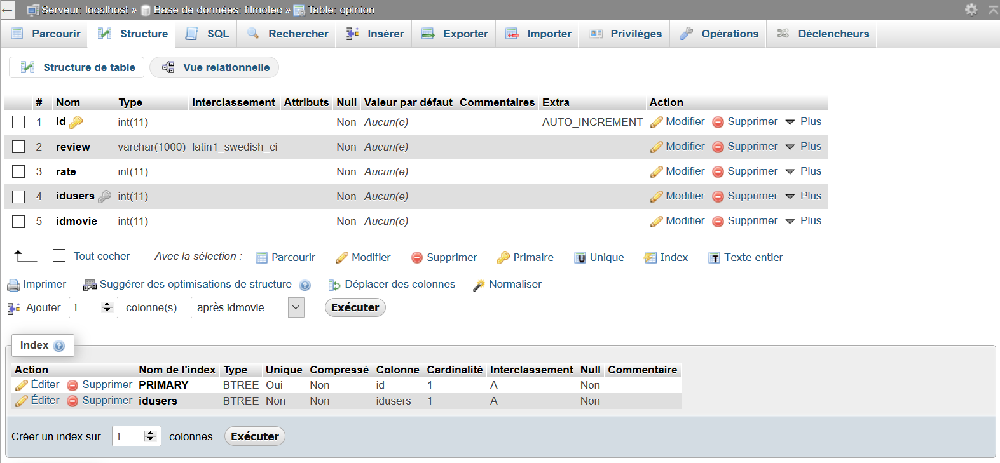 ← Serveur: localhost » Base de données: filmotec » Table: opinion
Parcourir Structure SQL Rechercher Insérer Exporter Importer Privilèges Opérations Déclencheurs
Structure de table Vue relationnelle
# Nom Type Interclassement Attributs Null Valeur par défaut Commentaires Extra Action
1 id int(11) Non Aucun(e) AUTO_INCREMENT Modifier Supprimer Plus
2 review varchar(1000) latin1_swedish_ci Non Aucun(e) Modifier Supprimer Plus
3 rate int(11) Non Aucun(e) Modifier Supprimer Plus
4 idusers int(11) Non Aucun(e) Modifier Supprimer Plus
5 idmovie int(11) Non Aucun(e) Modifier Supprimer Plus
Tout cocher Avec la sélection : Parcourir Modifier Supprimer Primaire U Unique Index T Texte entier
Imprimer Suggérer des optimisations de structure ? Déplacer des colonnes Normaliser
Ajouter 1 colonne(s) après idmovie Exécuter
Index ?
Action Nom de l'index Type Unique Compressé Colonne Cardinalité Interclassement Null Commentaire
Éditer Supprimer PRIMARY BTREE Oui Non id 1 A Non
Éditer Supprimer idusers BTREE Non Non idusers 1 A Non
Créer un index sur 1 colonnes Exécuter